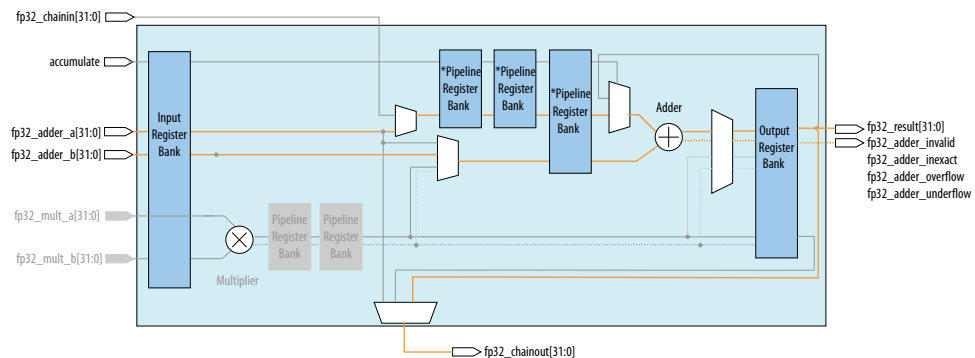 fp32_chainin[31:0]
accumulate
fp32_adder_a[31:0]
fp32_adder_b[31:0]
fp32_mult_a[31:0]
fp32_mult_b[31:0]
Input
Register
Bank
Multiplier
Pipeline
Register
Bank
Pipeline
Register
Bank
*Pipeline
Register
Bank
*Pipeline
Register
Bank
*Pipeline
Register
Bank
Adder
Output
Register
Bank
fp32_result[31:0]
fp32_adder_invalid
fp32_adder_inexact
fp32_adder_overflow
fp32_adder_underflow
fp32_chainout[31:0]